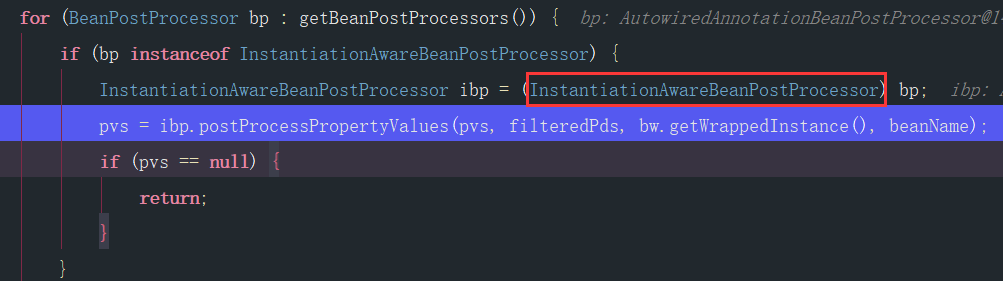 for (BeanPostProcessor bp : getBeanPostProcessors()) {  bp: AutowiredAnnotationBeanPostProcessor@1
if (bp instanceof InstantiationAwareBeanPostProcessor) {
InstantiationAwareBeanPostProcessor ibp = (InstantiationAwareBeanPostProcessor) bp;  ibp:
pvs = ibp.postProcessPropertyValues(pvs, filteredPds, bw.getWrappedInstance(), beanName);
if (pvs == null) {
return;
}
}